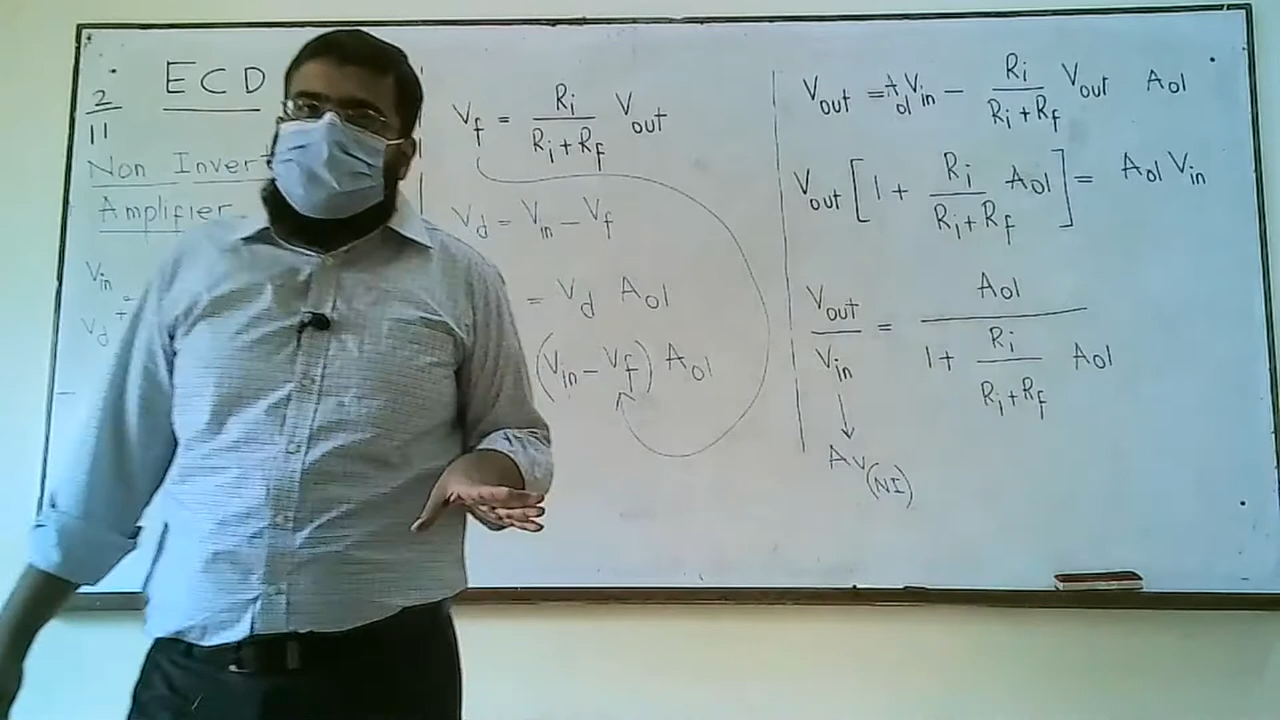 ECD
2
11
Non Invert
Amplifier
Vin
Vd +
Vf = Ri / Ri+Rf Vout
Vd = Vin − Vf
= Vd Aol
(Vin − Vf) Aol
Vout = Aol Vin − Ri / Ri+Rf Vout Aol
Vout [1 + Ri / Ri+Rf Aol] = Aol Vin
Vout / Vin = Aol / 1 + Ri / Ri+Rf Aol
↓
Av(NI)